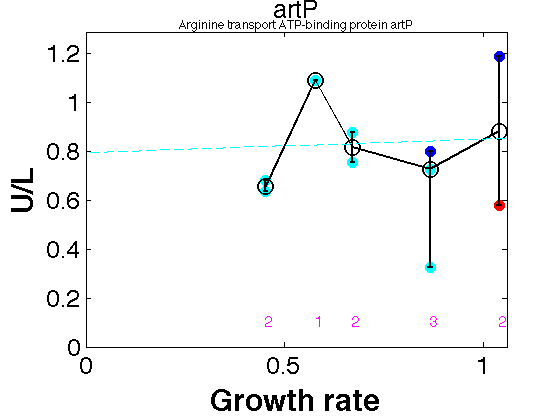 artP
Arginine transport ATP-binding protein artP
U/L
1.2
1
0.8
0.6
0.4
0.2
0
2 1 2 3 2
0 0.5 1
Growth rate